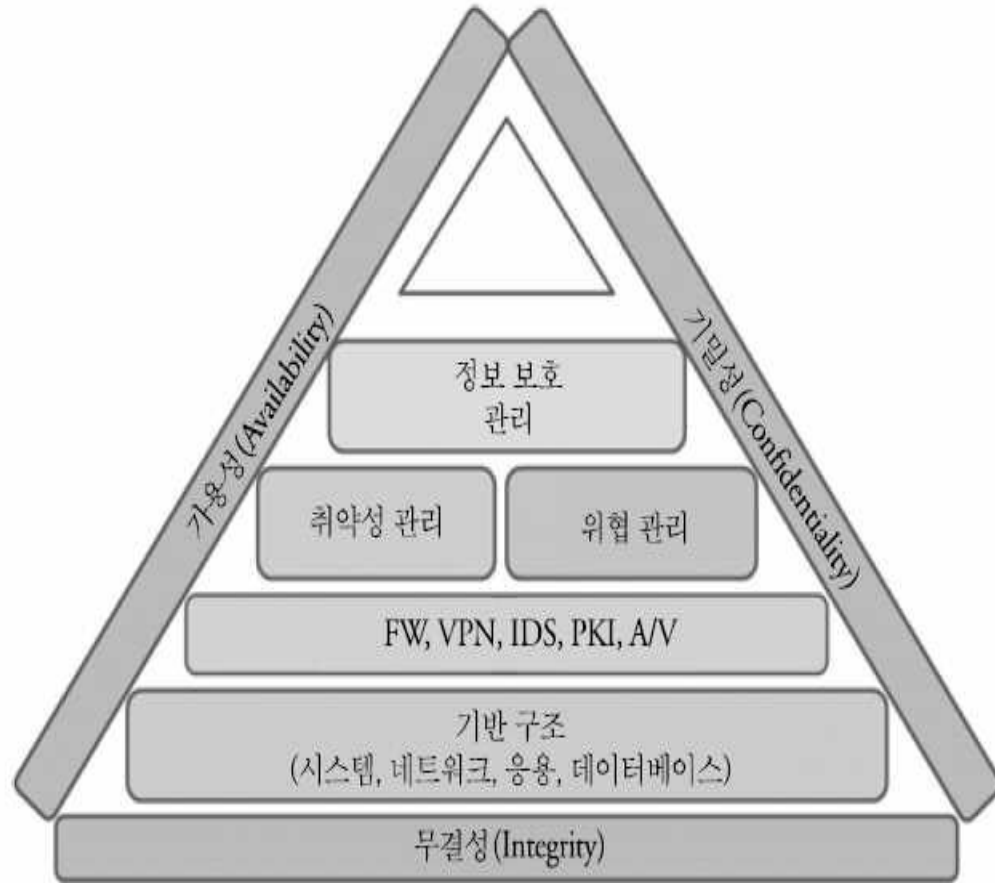 가용성(Availability)
기밀성(Confidentiality)
정보 보호
관리
취약성 관리
위협 관리
FW, VPN, IDS, PKI, A/V
기반 구조
(시스템, 네트워크, 응용, 데이터베이스)
무결성(Integrity)